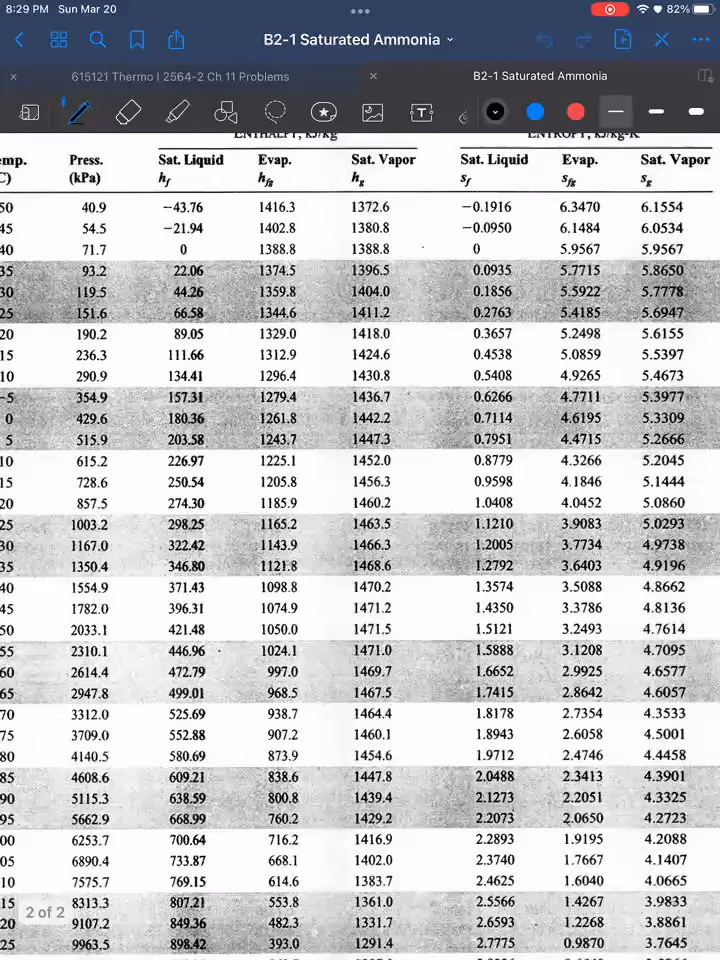 8:29 PM Sun Mar 20 82%
B2-1 Saturated Ammonia
615121 Thermo I 2564-2 Ch 11 Problems
B2-1 Saturated Ammonia
ENTHALPY, kJ/kg ENTROPY, kJ/kg-K
emp. Press. Sat. Liquid Evap. Sat. Vapor Sat. Liquid Evap. Sat. Vapor
C) (kPa) hf hfg hg sf sfg sg
50 40.9 −43.76 1416.3 1372.6 −0.1916 6.3470 6.1554
45 54.5 −21.94 1402.8 1380.8 −0.0950 6.1484 6.0534
40 71.7 0 1388.8 1388.8 0 5.9567 5.9567
35 93.2 22.06 1374.5 1396.5 0.0935 5.7715 5.8650
30 119.5 44.26 1359.8 1404.0 0.1856 5.5922 5.7778
25 151.6 66.58 1344.6 1411.2 0.2763 5.4185 5.6947
20 190.2 89.05 1329.0 1418.0 0.3657 5.2498 5.6155
15 236.3 111.66 1312.9 1424.6 0.4538 5.0859 5.5397
10 290.9 134.41 1296.4 1430.8 0.5408 4.9265 5.4673
−5 354.9 157.31 1279.4 1436.7 0.6266 4.7711 5.3977
0 429.6 180.36 1261.8 1442.2 0.7114 4.6195 5.3309
5 515.9 203.58 1243.7 1447.3 0.7951 4.4715 5.2666
10 615.2 226.97 1225.1 1452.0 0.8779 4.3266 5.2045
15 728.6 250.54 1205.8 1456.3 0.9598 4.1846 5.1444
20 857.5 274.30 1185.9 1460.2 1.0408 4.0452 5.0860
25 1003.2 298.25 1165.2 1463.5 1.1210 3.9083 5.0293
30 1167.0 322.42 1143.9 1466.3 1.2005 3.7734 4.9738
35 1350.4 346.80 1121.8 1468.6 1.2792 3.6403 4.9196
40 1554.9 371.43 1098.8 1470.2 1.3574 3.5088 4.8662
45 1782.0 396.31 1074.9 1471.2 1.4350 3.3786 4.8136
50 2033.1 421.48 1050.0 1471.5 1.5121 3.2493 4.7614
55 2310.1 446.96 1024.1 1471.0 1.5888 3.1208 4.7095
60 2614.4 472.79 997.0 1469.7 1.6652 2.9925 4.6577
65 2947.8 499.01 968.5 1467.5 1.7415 2.8642 4.6057
70 3312.0 525.69 938.7 1464.4 1.8178 2.7354 4.3533
75 3709.0 552.88 907.2 1460.1 1.8943 2.6058 4.5001
80 4140.5 580.69 873.9 1454.6 1.9712 2.4746 4.4458
85 4608.6 609.21 838.6 1447.8 2.0488 2.3413 4.3901
90 5115.3 638.59 800.8 1439.4 2.1273 2.2051 4.3325
95 5662.9 668.99 760.2 1429.2 2.2073 2.0650 4.2723
00 6253.7 700.64 716.2 1416.9 2.2893 1.9195 4.2088
05 6890.4 733.87 668.1 1402.0 2.3740 1.7667 4.1407
10 7575.7 769.15 614.6 1383.7 2.4625 1.6040 4.0665
15 8313.3 807.21 553.8 1361.0 2.5566 1.4267 3.9833
2 of 2
20 9107.2 849.36 482.3 1331.7 2.6593 1.2268 3.8861
25 9963.5 898.42 393.0 1291.4 2.7775 0.9870 3.7645